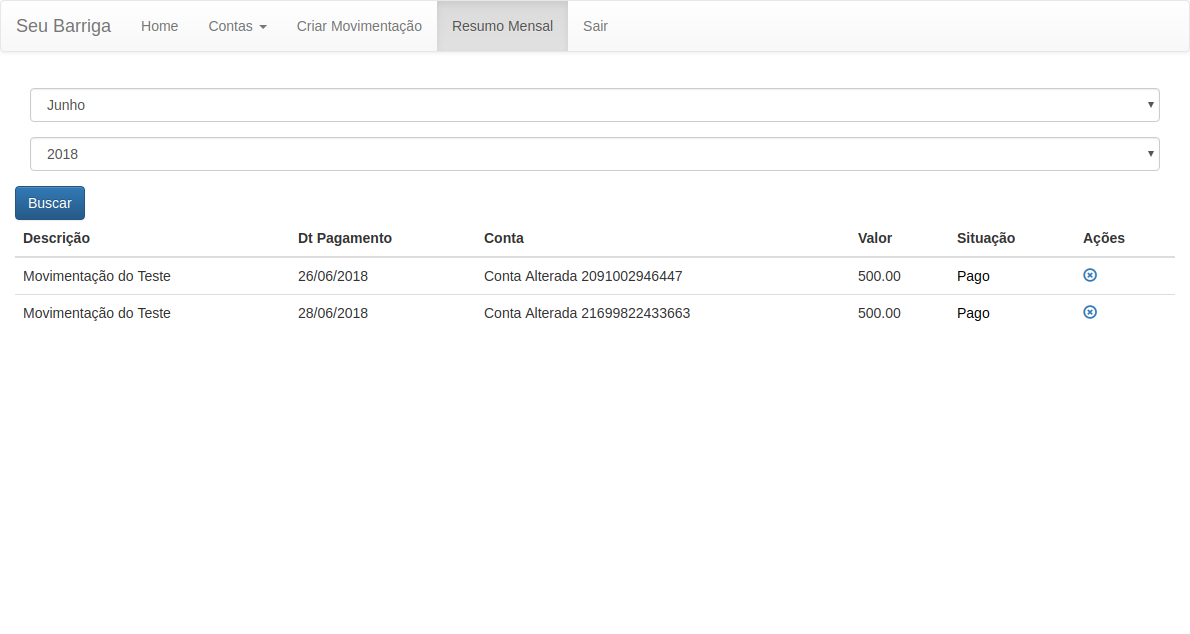 Seu Barriga Home Contas Criar Movimentação Resumo Mensal Sair
Junho
2018
Buscar
Descrição Dt Pagamento Conta Valor Situação Ações
Movimentação do Teste 26/06/2018 Conta Alterada 2091002946447 500.00 Pago
Movimentação do Teste 28/06/2018 Conta Alterada 21699822433663 500.00 Pago